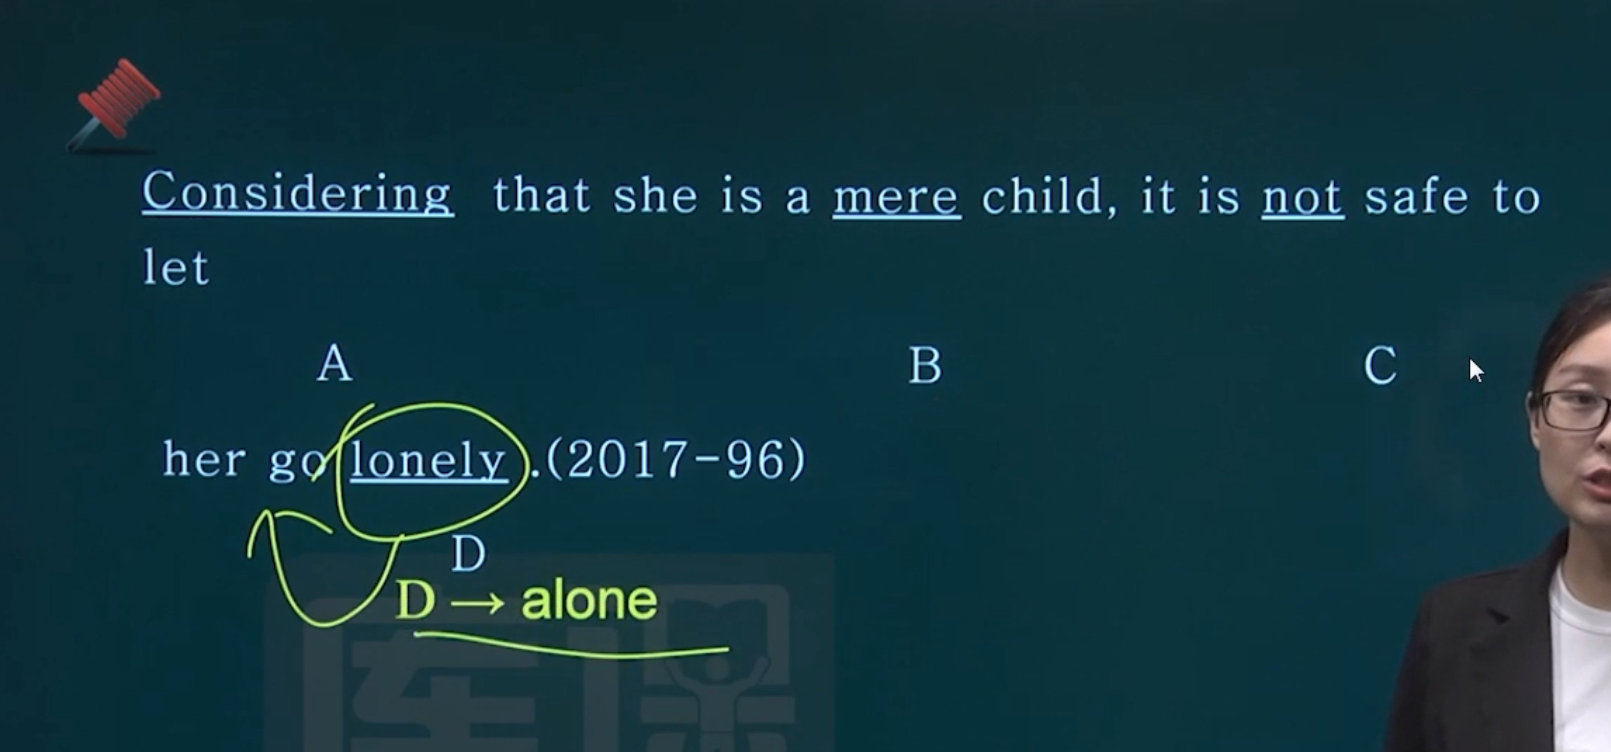 Considering that she is a mere child, it is not safe to
let
A B C
her go lonely .(2017-96)
D
D → alone